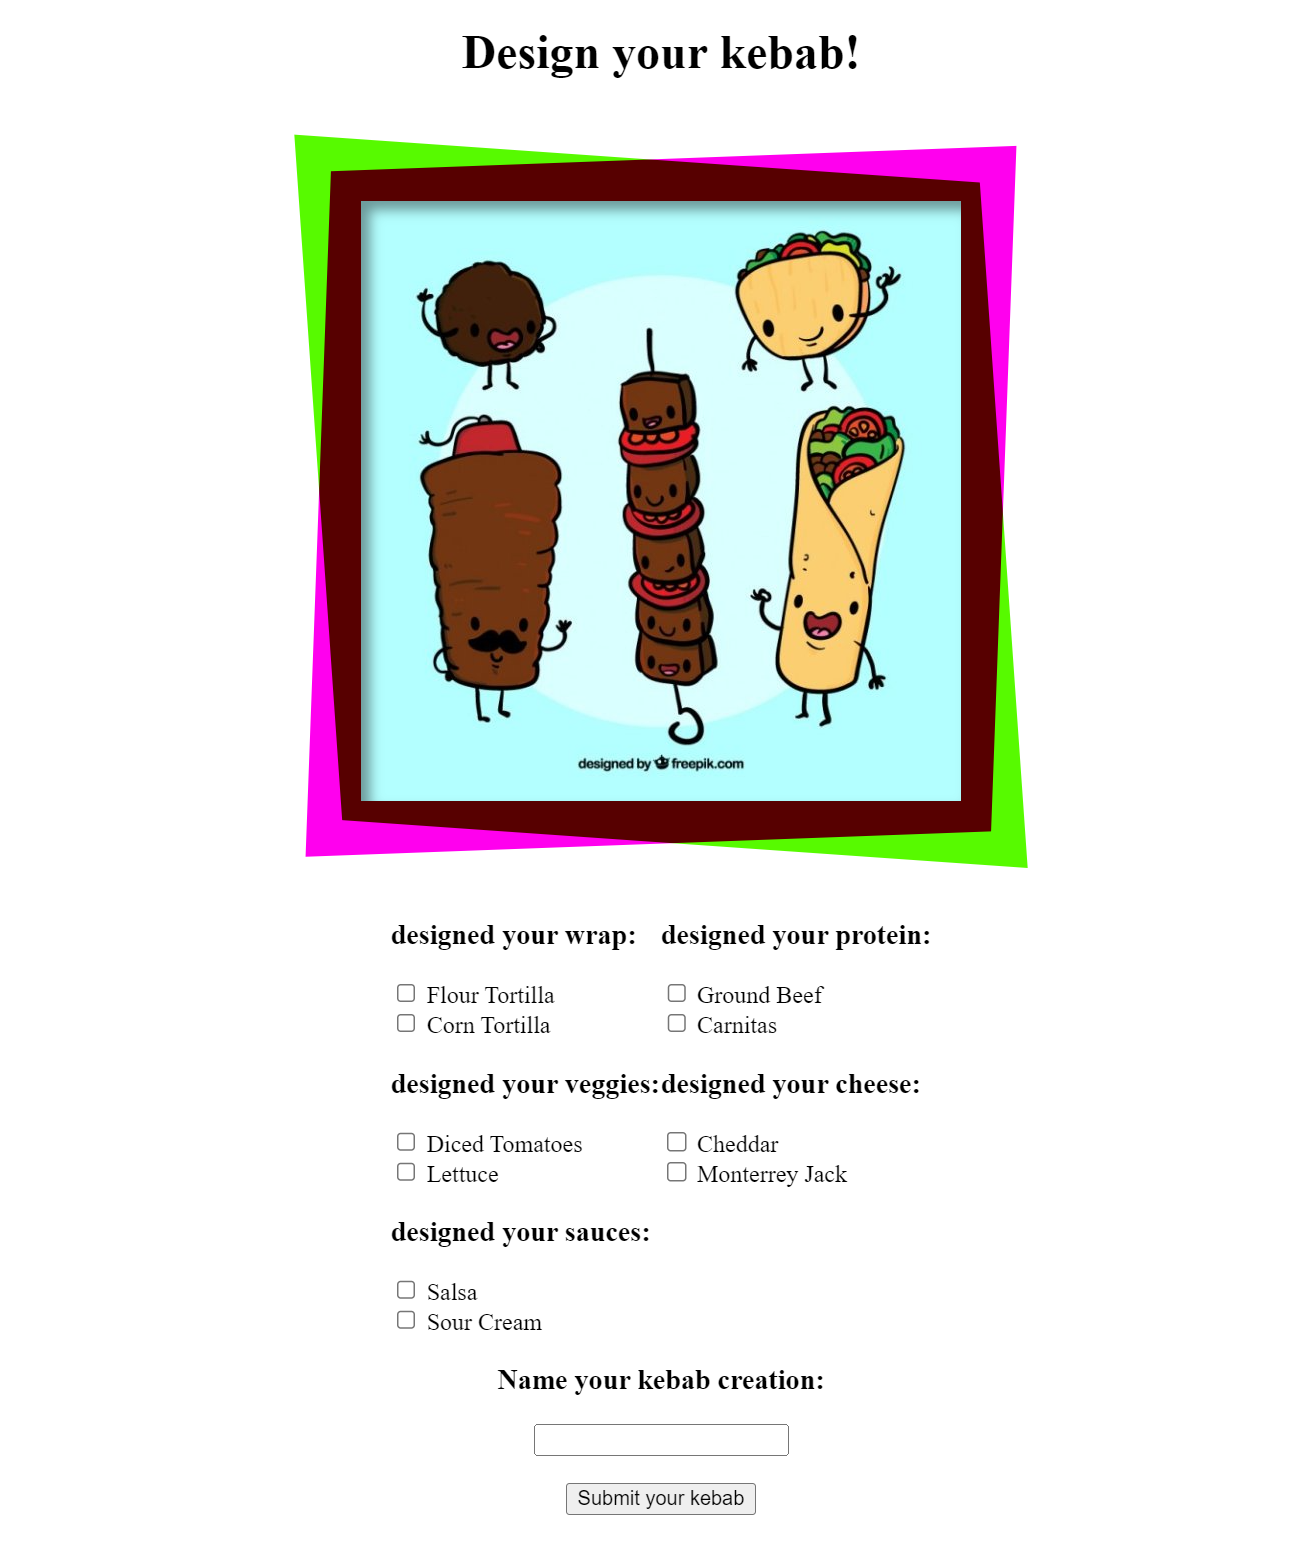 Design your kebab!
designed by freepik.com
designed your wrap:
Flour Tortilla
Corn Tortilla
designed your protein:
Ground Beef
Carnitas
designed your veggies:
Diced Tomatoes
Lettuce
designed your cheese:
Cheddar
Monterrey Jack
designed your sauces:
Salsa
Sour Cream
Name your kebab creation:
Submit your kebab